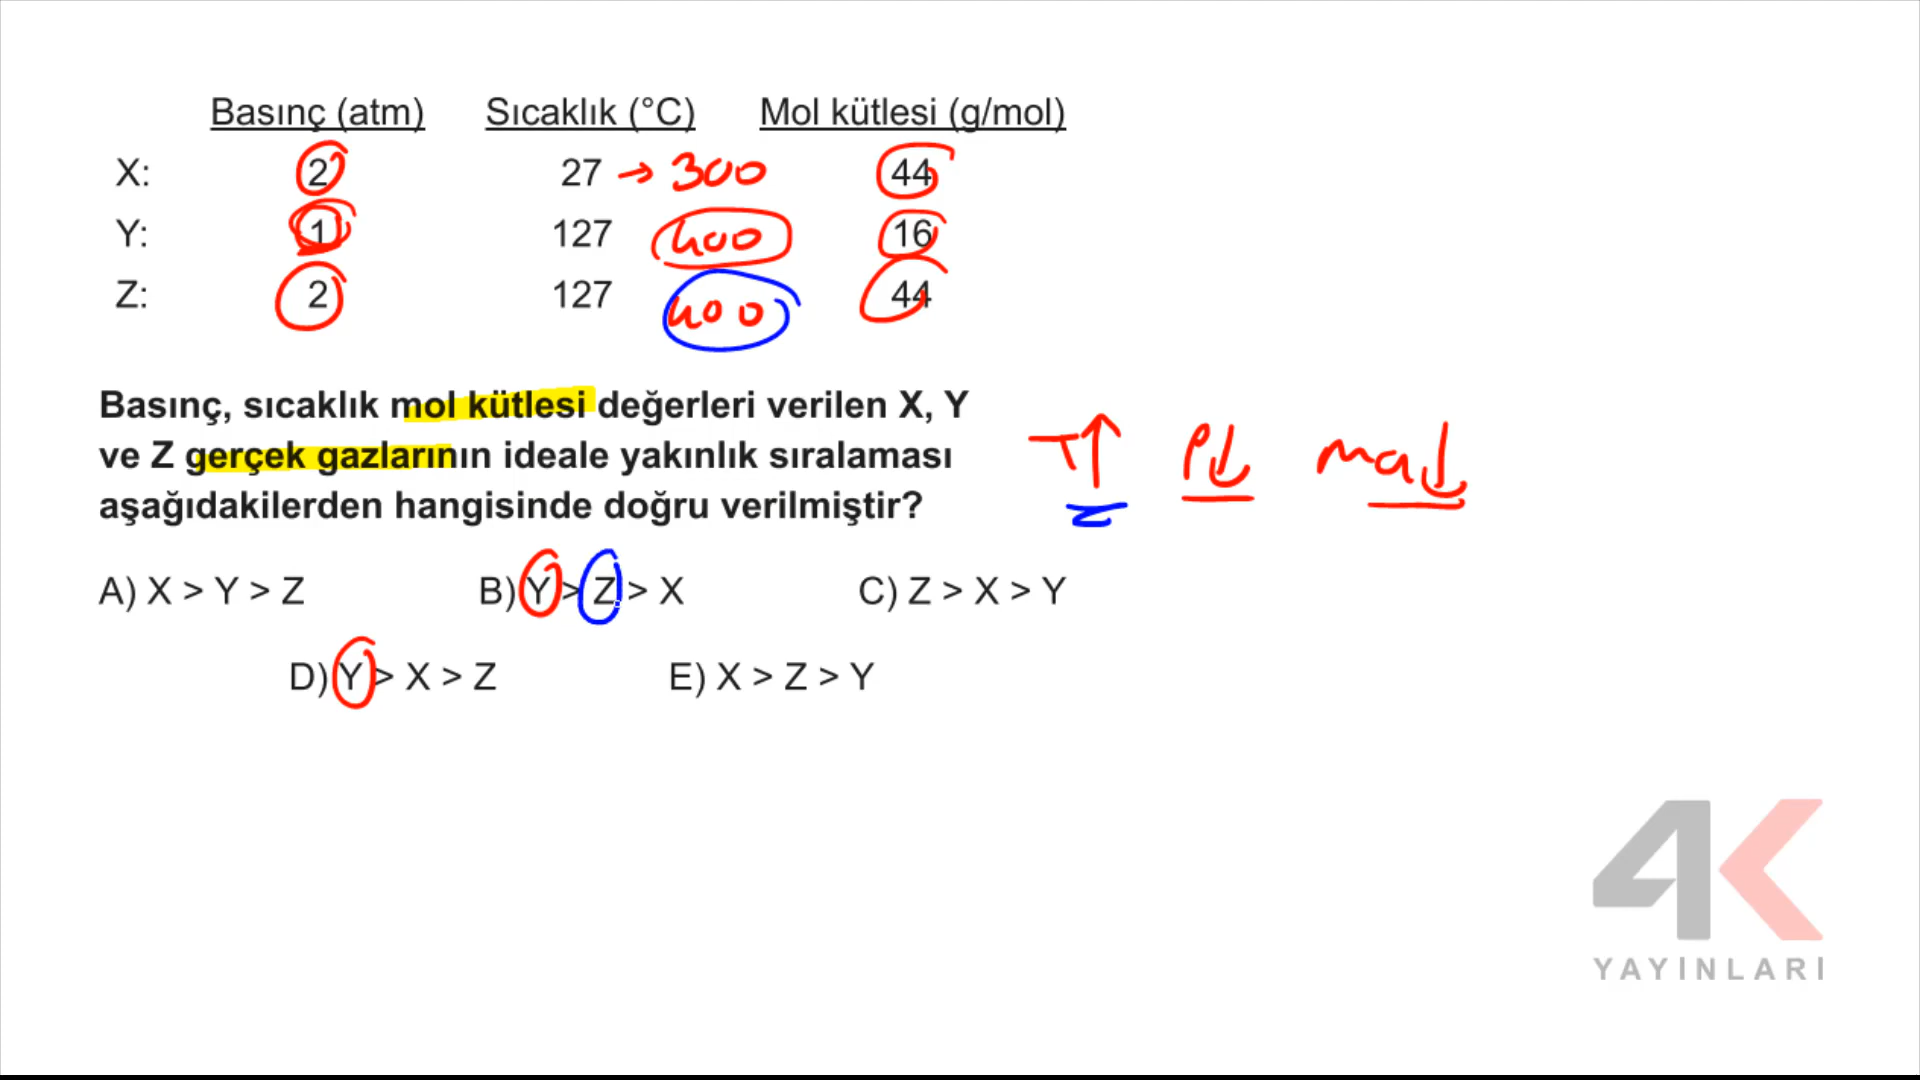 Basınç (atm) Sıcaklık (°C) Mol kütlesi (g/mol)
X: 2 27 → 300 44
Y: 1 127 400 16
Z: 2 127 400 44
Basınç, sıcaklık mol kütlesi değerleri verilen X, Y
ve Z gerçek gazlarının ideale yakınlık sıralaması
aşağıdakilerden hangisinde doğru verilmiştir?
T↑ P↓ ma↓
A) X > Y > Z B) Y > Z > X C) Z > X > Y
D) Y > X > Z E) X > Z > Y
4K
YAYINLARI